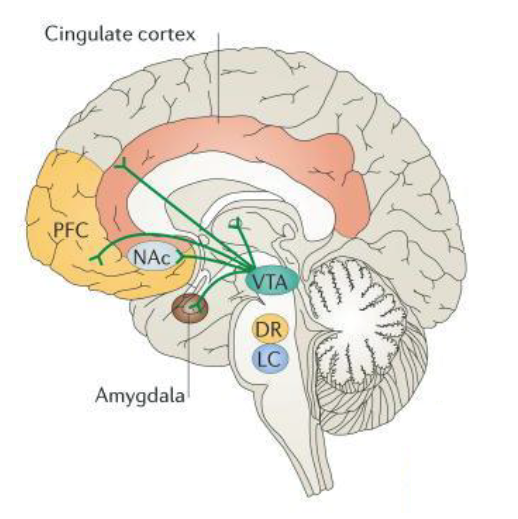 Cingulate cortex
PFC
NAc
VTA
DR
LC
Amygdala